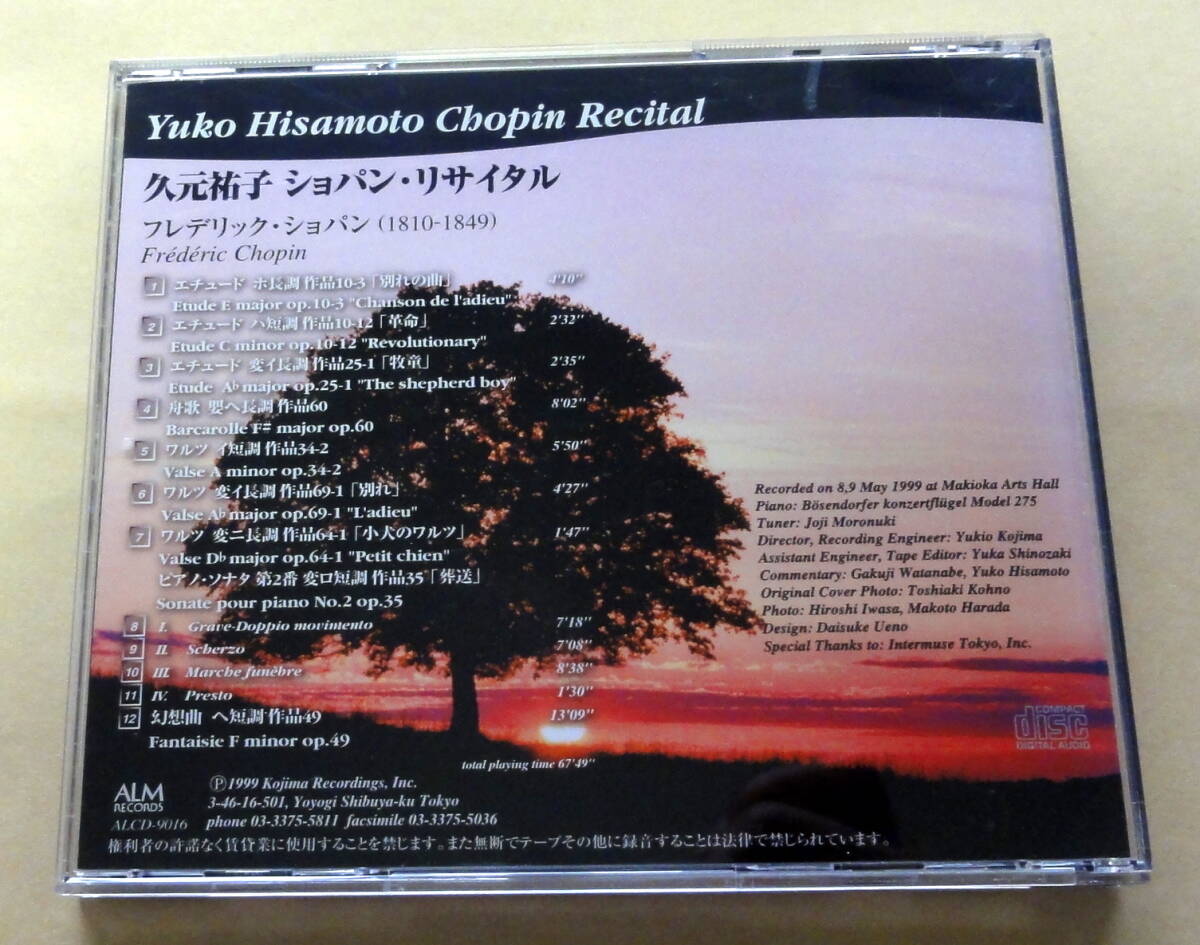 Yuko Hisamoto Chopin Recital
久元祐子 ショパン・リサイタル
フレデリック・ショパン (1810-1849)
Frédéric Chopin
1 エチュード ホ長調 作品10-3「別れの曲」 4'10"
Etude E major op.10-3 "Chanson de l'adieu"
2 エチュード ハ短調 作品10-12「革命」 2'32"
Etude C minor op.10-12 "Revolutionary"
3 エチュード 変イ長調 作品25-1「牧童」 2'35"
Etude A♭ major op.25-1 "The shepherd boy"
4 舟歌 嬰ヘ長調 作品60 8'02"
Barcarolle F# major op.60
5 ワルツ イ短調 作品34-2 5'50"
Valse A minor op.34-2
6 ワルツ 変イ長調 作品69-1「別れ」 4'27"
Valse A♭ major op.69-1 "L'adieu"
7 ワルツ 変ニ長調 作品64-1「小犬のワルツ」 1'47"
Valse D♭ major op.64-1 "Petit chien"
ピアノ・ソナタ 第2番 変ロ短調 作品35「葬送」
Sonate pour piano No.2 op.35
8 I. Grave-Doppio movimento 7'18"
9 II. Scherzo 7'08"
10 III. Marche funèbre 8'38"
11 IV. Presto 1'30"
12 幻想曲 ヘ短調 作品49 13'09"
Fantaisie F minor op.49
total playing time 67'49"
Recorded on 8,9 May 1999 at Makioka Arts Hall
Piano: Bösendorfer konzertflügel Model 275
Tuner: Joji Moronuki
Director, Recording Engineer: Yukio Kojima
Assistant Engineer, Tape Editor: Yuka Shinozaki
Commentary: Gakuji Watanabe, Yuko Hisamoto
Original Cover Photo: Toshiaki Kohno
Photo: Hiroshi Iwasa, Makoto Harada
Design: Daisuke Ueno
Special Thanks to: Intermuse Tokyo, Inc.
COMPACT
disc
DIGITAL AUDIO
ALM
RECORDS
ALCD-9016
Ⓟ1999 Kojima Recordings, Inc.
3-46-16-501, Yoyogi Shibuya-ku Tokyo
phone 03-3375-5811 facsimile 03-3375-5036
権利者の許諾なく賃貸業に使用することを禁じます。また無断でテープその他に録音することは法律で禁じられています。